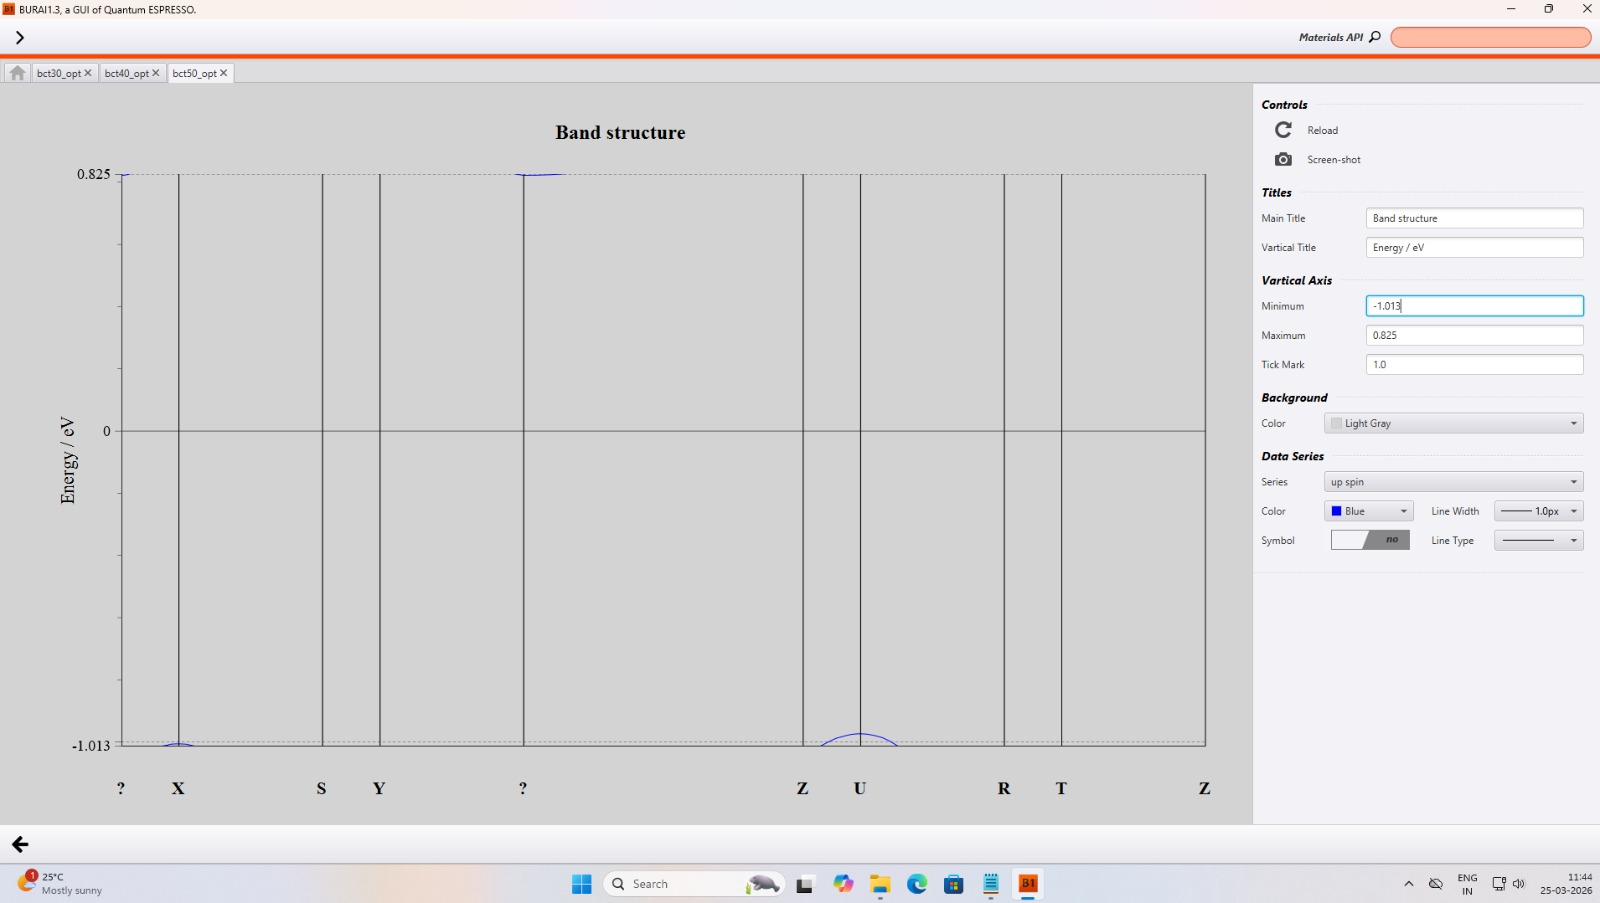 BURAI1.3, a GUI of Quantum ESPRESSO.
Materials API
bct30_opt
bct40_opt
bct50_opt
Band structure
0.825
0
-1.013
Energy / eV
? X S Y ? Z U R T Z
Controls
Reload
Screen-shot
Titles
Main Title Band structure
Vartical Title Energy / eV
Vartical Axis
Minimum -1.013
Maximum 0.825
Tick Mark 1.0
Background
Color Light Gray
Data Series
Series up spin
Color Blue Line Width 1.0px
Symbol no Line Type
1
25°C
Mostly sunny
Search
B1
ENG
IN
11:44
25-03-2026